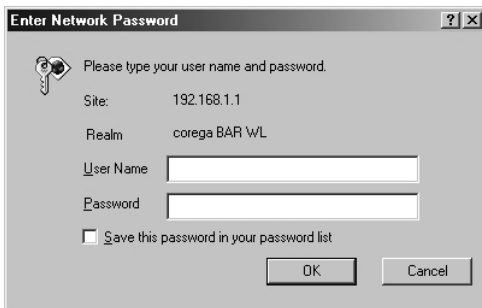 Enter Network Password
Please type your user name and password.
Site: 192.168.1.1
Realm corega BAR WL
User Name
Password
Save this password in your password list
OK Cancel